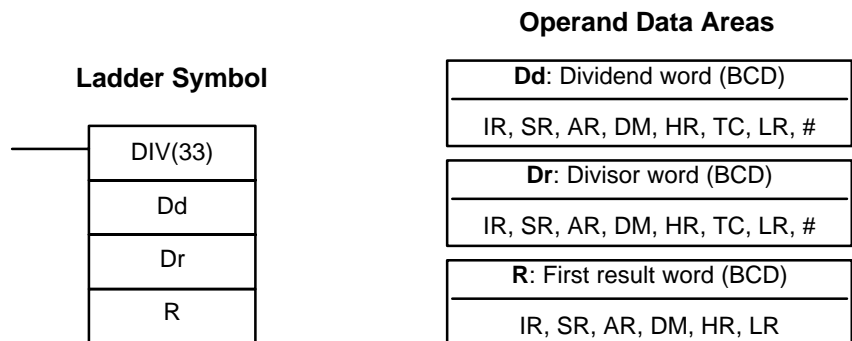 Operand Data Areas
Ladder Symbol
DIV(33)
Dd
Dr
R
Dd: Dividend word (BCD)
IR, SR, AR, DM, HR, TC, LR, #
Dr: Divisor word (BCD)
IR, SR, AR, DM, HR, TC, LR, #
R: First result word (BCD)
IR, SR, AR, DM, HR, LR